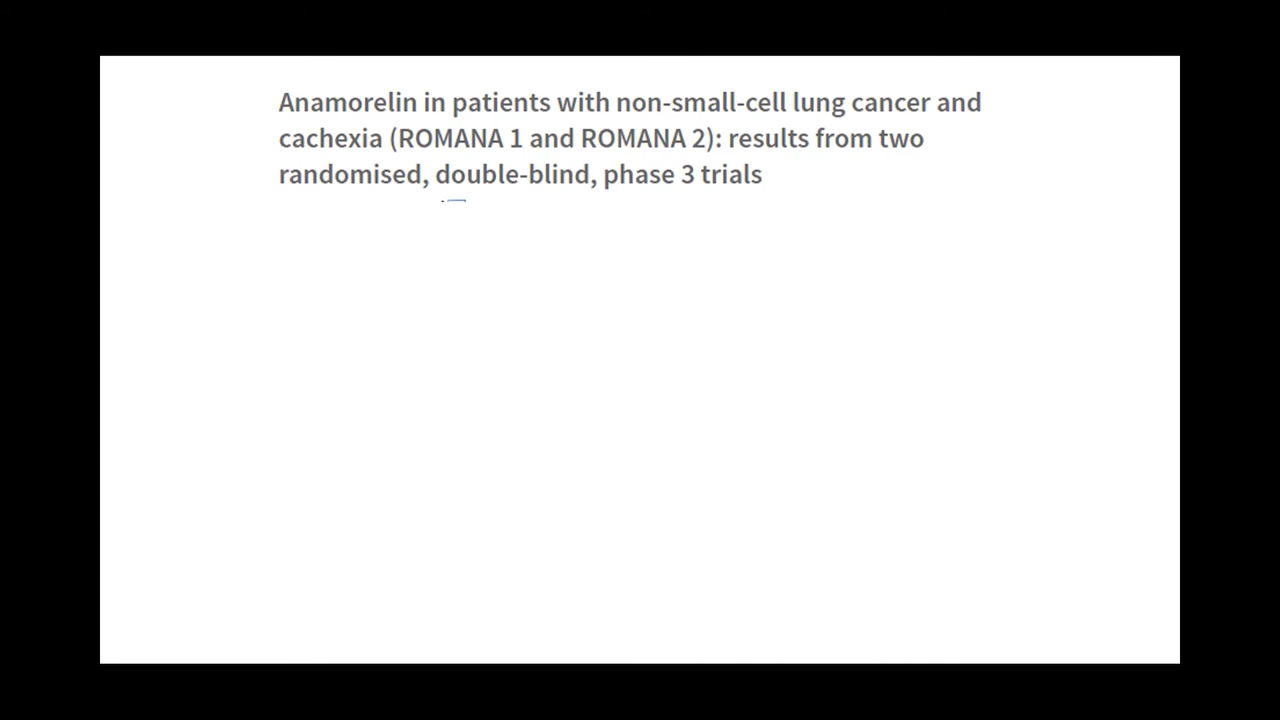 Anamorelin in patients with non-small-cell lung cancer and
cachexia (ROMANA 1 and ROMANA 2): results from two
randomised, double-blind, phase 3 trials